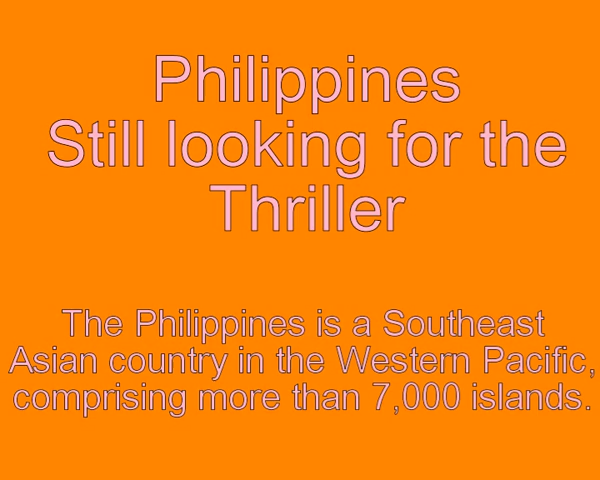 Philippines
Still looking for the
Thriller
The Philippines is a Southeast
Asian country in the Western Pacific,
comprising more than 7,000 islands.